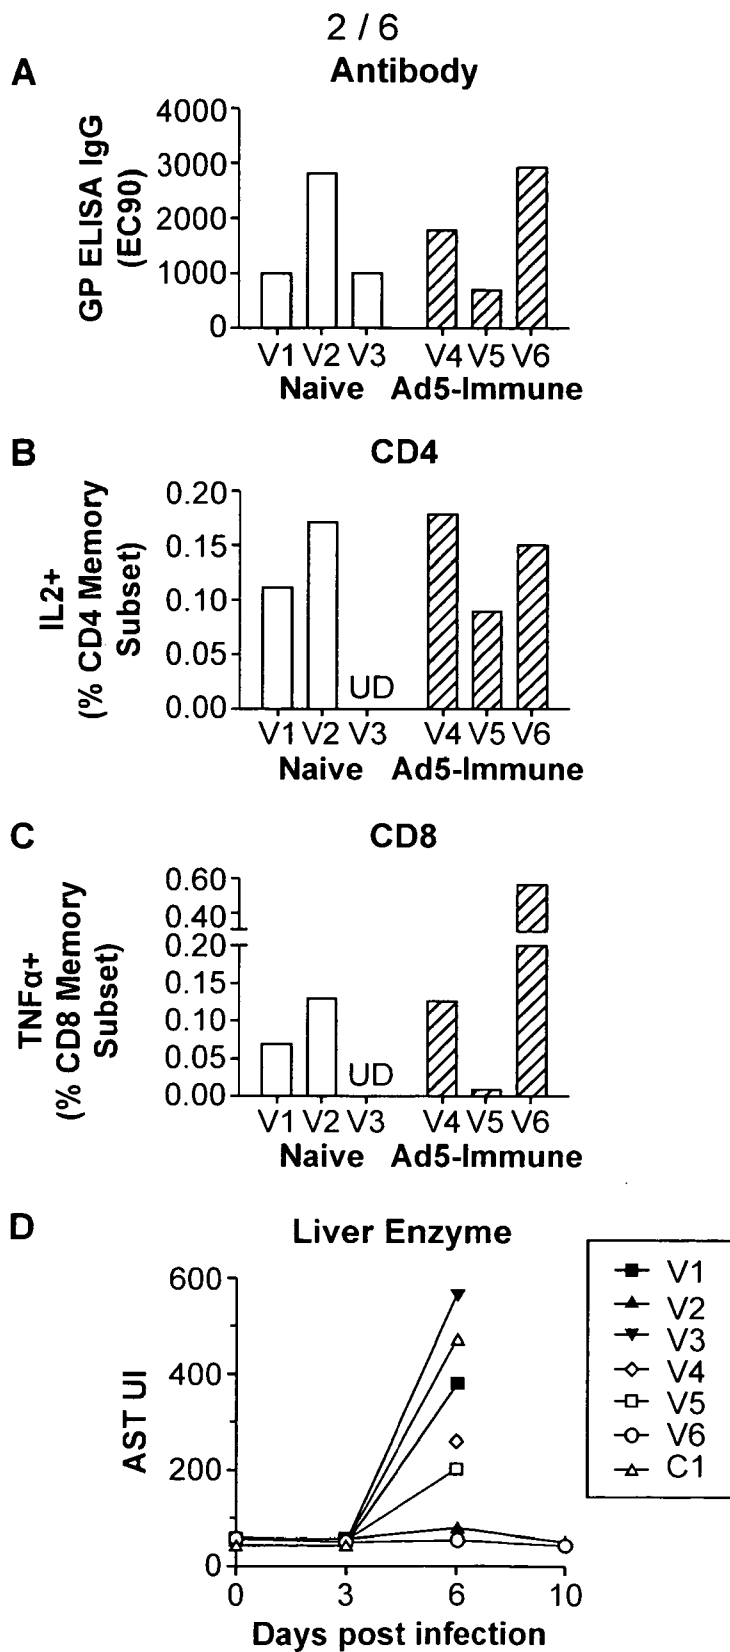 2 / 6
A Antibody
GP ELISA IgG
(EC90)
4000
3000
2000
1000
0
V1 V2 V3 V4 V5 V6
Naive Ad5-Immune
B CD4
IL2+
(% CD4 Memory
Subset)
0.20
0.15
0.10
0.05
0.00
UD
V1 V2 V3 V4 V5 V6
Naive Ad5-Immune
C CD8
TNFα+
(% CD8 Memory
Subset)
0.60
0.40
0.20
0.15
0.10
0.05
0.00
UD
V1 V2 V3 V4 V5 V6
Naive Ad5-Immune
D Liver Enzyme
AST UI
600
400
200
0
0 3 6 10
Days post infection
V1
V2
V3
V4
V5
V6
C1